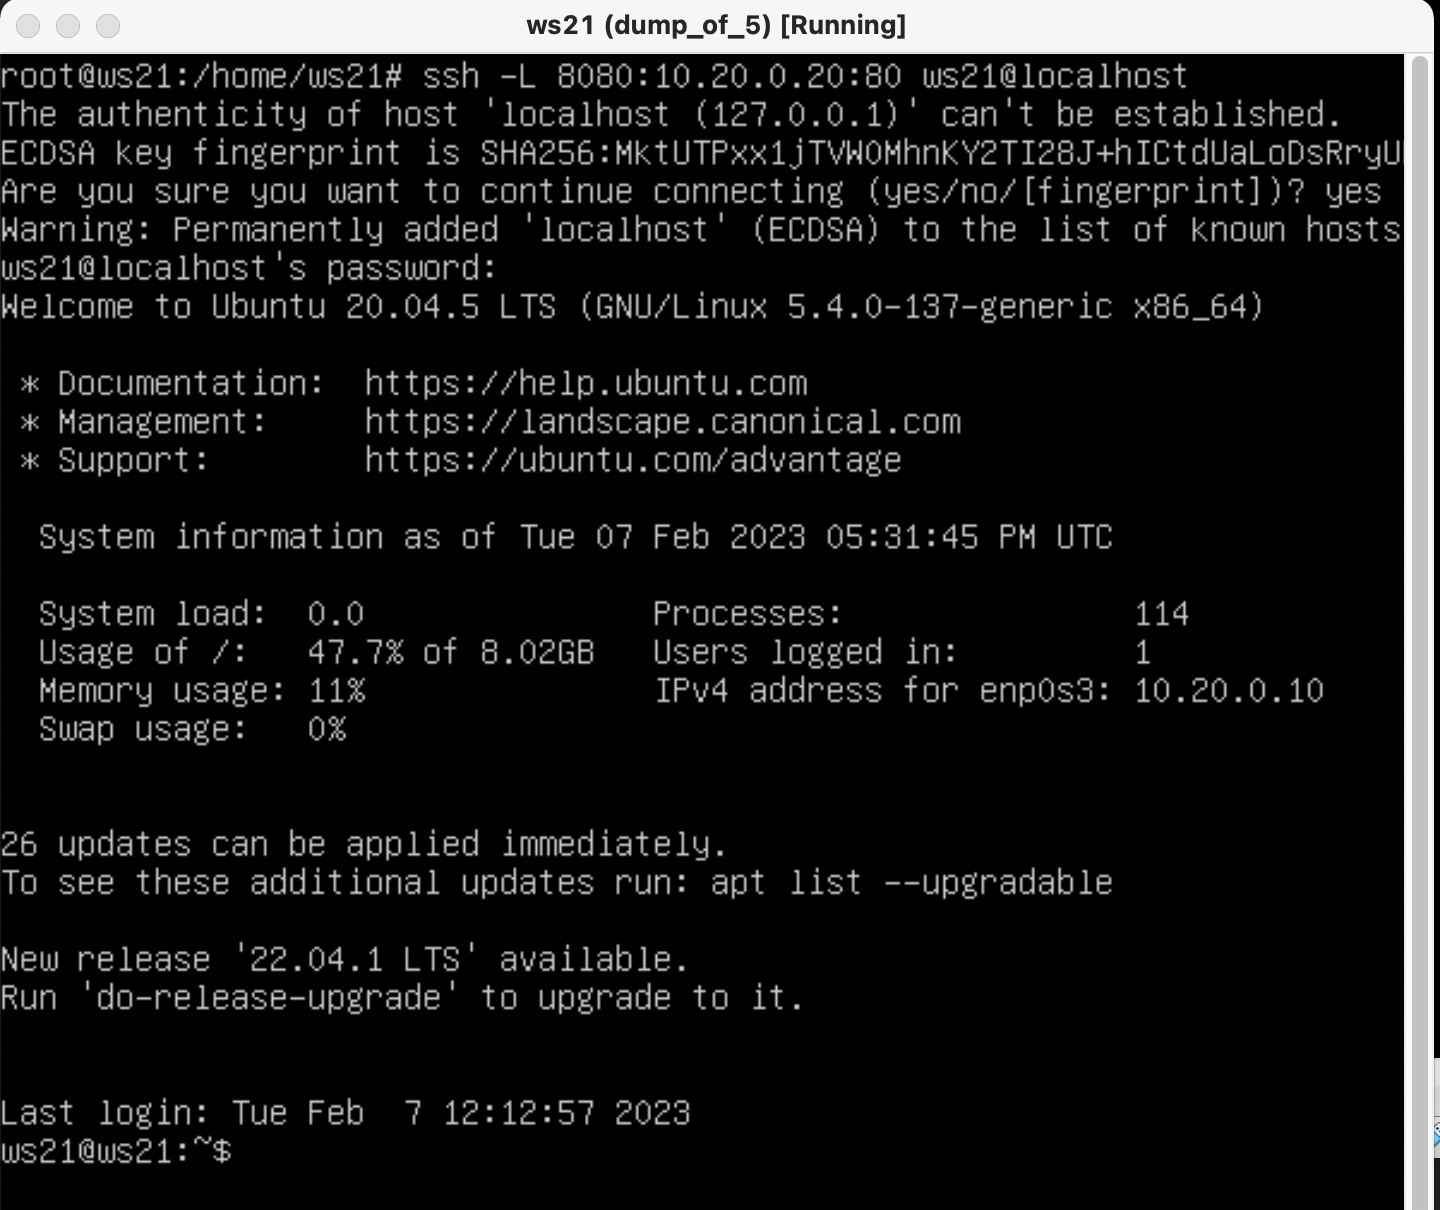 ws21 (dump_of_5) [Running]
root@ws21:/home/ws21# ssh -L 8080:10.20.0.20:80 ws21@localhost
The authenticity of host 'localhost (127.0.0.1)' can't be established.
ECDSA key fingerprint is SHA256:MktUTPxx1jTVWOMhnKY2TI28J+hICtdUaLoDsRryU
Are you sure you want to continue connecting (yes/no/[fingerprint])? yes
Warning: Permanently added 'localhost' (ECDSA) to the list of known hosts
ws21@localhost's password:
Welcome to Ubuntu 20.04.5 LTS (GNU/Linux 5.4.0-137-generic x86_64)
* Documentation:  https://help.ubuntu.com
* Management:     https://landscape.canonical.com
* Support:        https://ubuntu.com/advantage
System information as of Tue 07 Feb 2023 05:31:45 PM UTC
System load:  0.0               Processes:               114
Usage of /:   47.7% of 8.02GB   Users logged in:         1
Memory usage: 11%               IPv4 address for enp0s3: 10.20.0.10
Swap usage:   0%
26 updates can be applied immediately.
To see these additional updates run: apt list --upgradable
New release '22.04.1 LTS' available.
Run 'do-release-upgrade' to upgrade to it.
Last login: Tue Feb  7 12:12:57 2023
ws21@ws21:~$